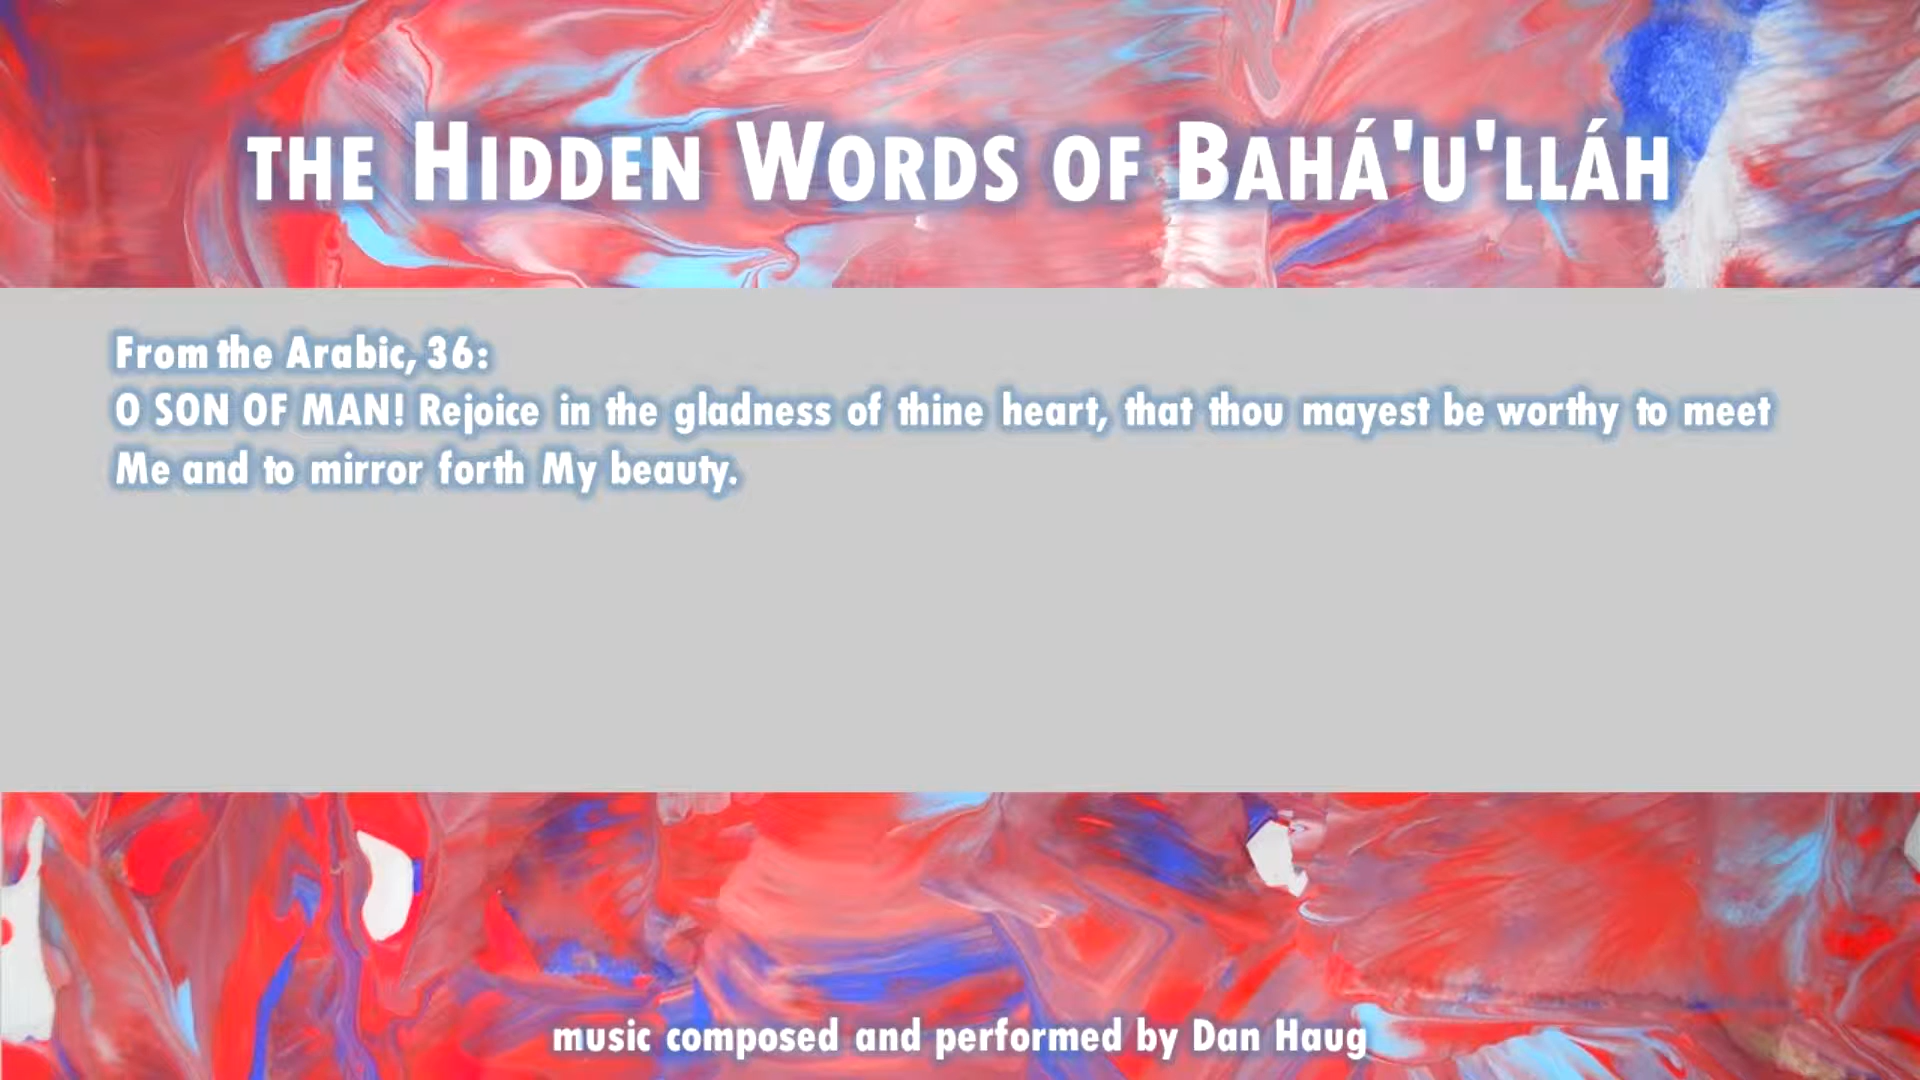 THE HIDDEN WORDS OF BAHÁ'U'LLÁH
From the Arabic, 36:
O SON OF MAN! Rejoice in the gladness of thine heart, that thou mayest be worthy to meet
Me and to mirror forth My beauty.
music composed and performed by Dan Haug